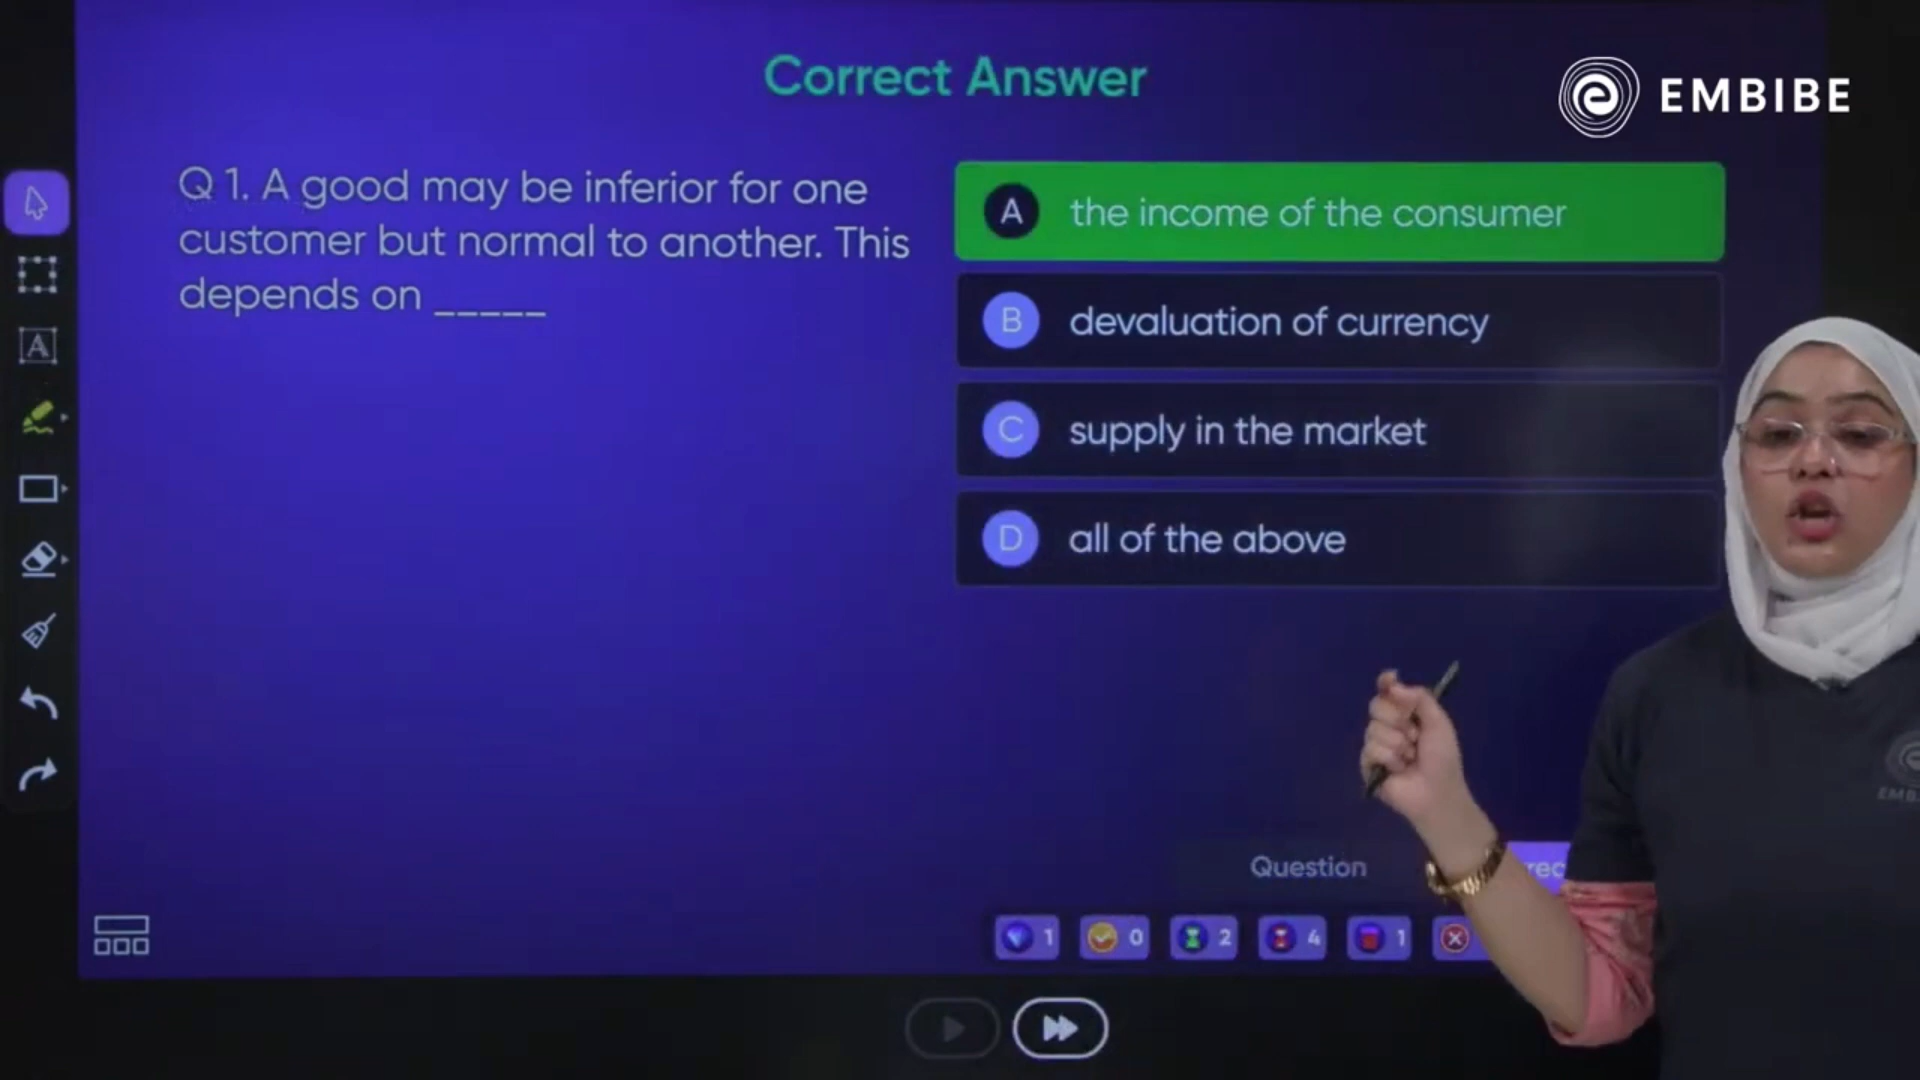 Correct Answer
EMBIBE
Q 1. A good may be inferior for one
customer but normal to another. This
depends on _____
A the income of the consumer
B devaluation of currency
C supply in the market
D all of the above
A
Question
1 0 2 4 1